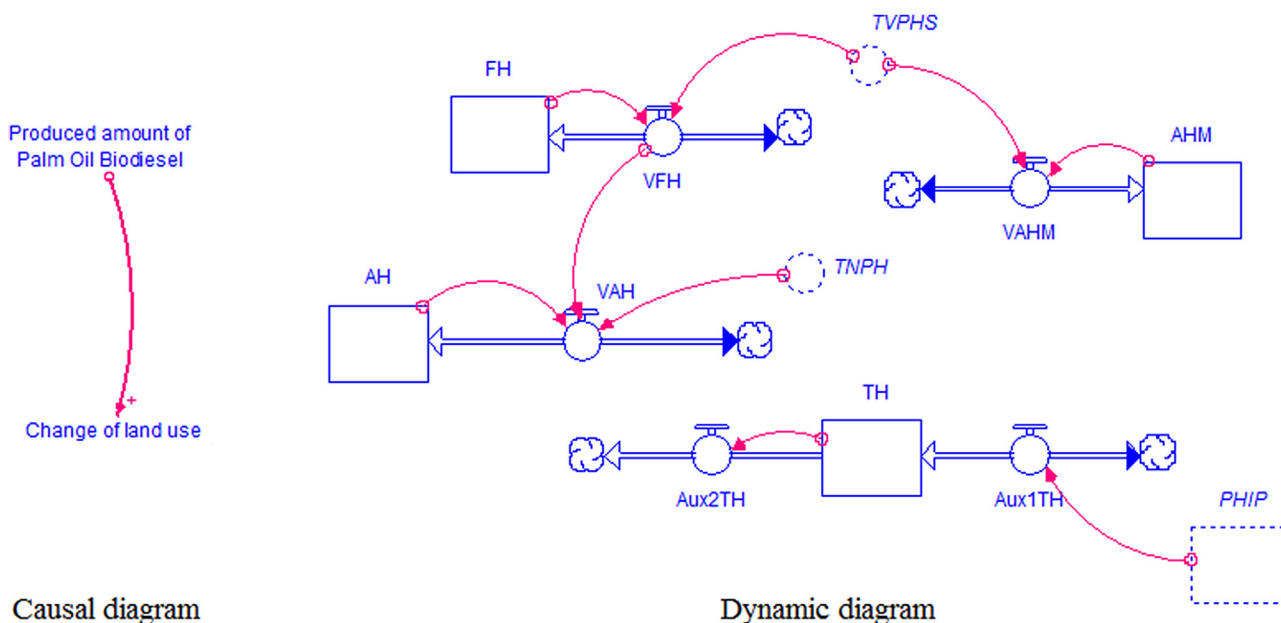 Produced amount of
Palm Oil Biodiesel
+
Change of land use
Causal diagram
TVPHS
FH
VFH
AHM
VAHM
AH
VAH
TNPH
TH
Aux2TH
Aux1TH
PHIP
Dynamic diagram